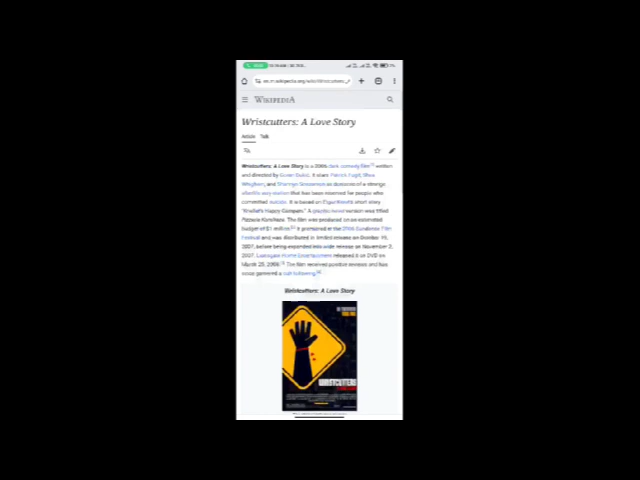 WIKIPEDIA
Wristcutters: A Love Story
Article Talk
Wristcutters: A Love Story is a 2006 dark comedy film written
and directed by Goran Dukić. It stars Patrick Fugit, Shea
Whigham, and Shannyn Sossamon as denizens of a strange
afterlife way station that has been reserved for people who
committed suicide. It is based on Etgar Keret's short story
"Kneller's Happy Campers." A graphic novel version was titled
Pizzeria Kamikaze. The film was produced on an estimated
budget of $1 million. It premiered at the 2006 Sundance Film
Festival and was distributed in limited release on October 19,
2007, before being expanded into wide release on November 2,
2007. Lionsgate Home Entertainment released it on DVD on
March 25, 2008. The film received positive reviews and has
since garnered a cult following.
Wristcutters: A Love Story